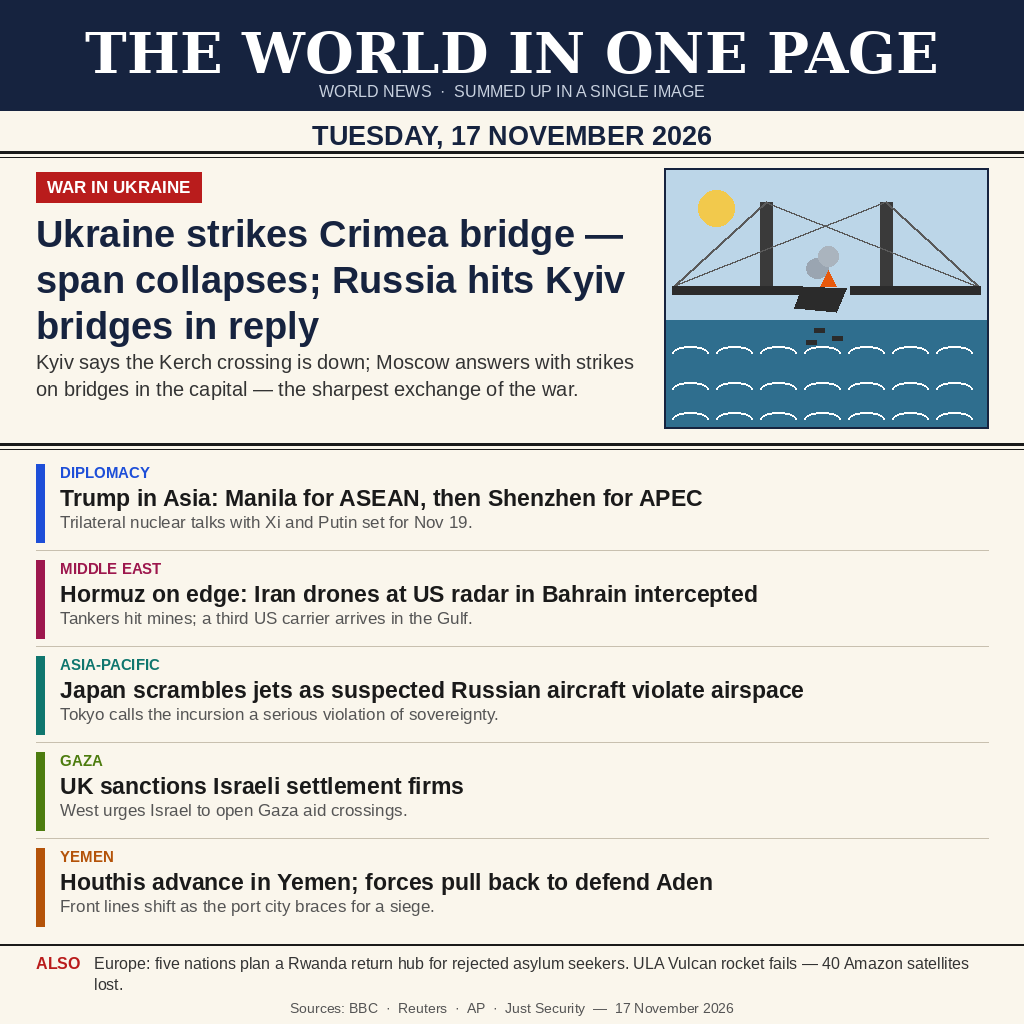 THE WORLD IN ONE PAGE
WORLD NEWS · SUMMED UP IN A SINGLE IMAGE
TUESDAY, 17 NOVEMBER 2026
WAR IN UKRAINE
Ukraine strikes Crimea bridge —
span collapses; Russia hits Kyiv
bridges in reply
Kyiv says the Kerch crossing is down; Moscow answers with strikes
on bridges in the capital — the sharpest exchange of the war.
DIPLOMACY
Trump in Asia: Manila for ASEAN, then Shenzhen for APEC
Trilateral nuclear talks with Xi and Putin set for Nov 19.
MIDDLE EAST
Hormuz on edge: Iran drones at US radar in Bahrain intercepted
Tankers hit mines; a third US carrier arrives in the Gulf.
ASIA-PACIFIC
Japan scrambles jets as suspected Russian aircraft violate airspace
Tokyo calls the incursion a serious violation of sovereignty.
GAZA
UK sanctions Israeli settlement firms
West urges Israel to open Gaza aid crossings.
YEMEN
Houthis advance in Yemen; forces pull back to defend Aden
Front lines shift as the port city braces for a siege.
ALSO Europe: five nations plan a Rwanda return hub for rejected asylum seekers. ULA Vulcan rocket fails — 40 Amazon satellites
lost.
Sources: BBC · Reuters · AP · Just Security — 17 November 2026